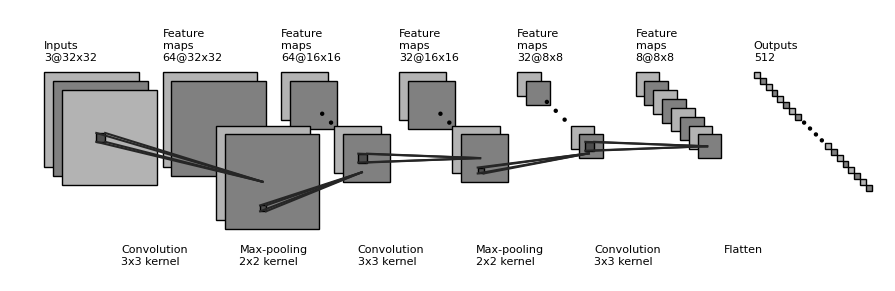 Inputs
3@32x32
Feature
maps
64@32x32
Feature
maps
64@16x16
Feature
maps
32@16x16
Feature
maps
32@8x8
Feature
maps
8@8x8
Outputs
512
Convolution
3x3 kernel
Max-pooling
2x2 kernel
Convolution
3x3 kernel
Max-pooling
2x2 kernel
Convolution
3x3 kernel
Flatten